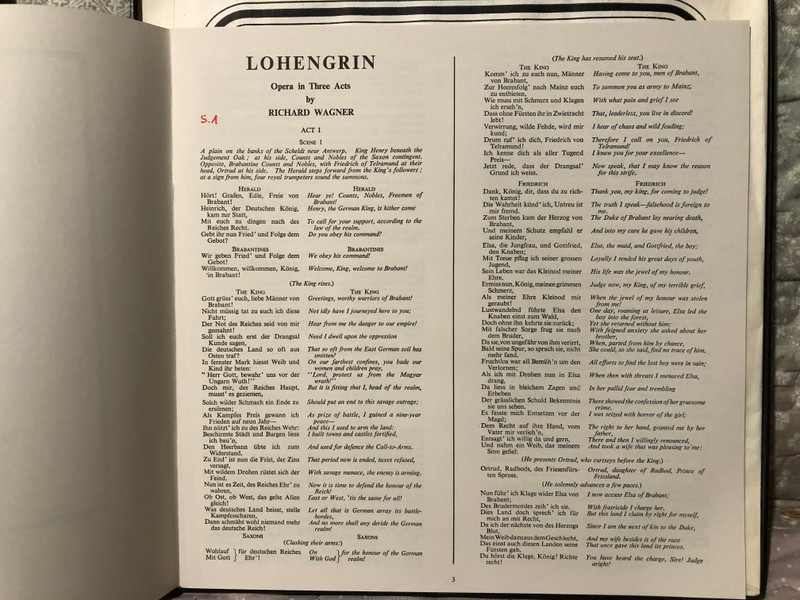 LOHENGRIN
Opera in Three Acts
by
RICHARD WAGNER
S.1
ACT I
SCENE 1
A plain on the banks of the Scheldt near Antwerp. King Henry beneath the
Judgement Oak; at his side, Counts and Nobles of the Saxon contingent.
Opposite, Brabantine Counts and Nobles, with Friedrich of Telramund at their
head, Ortrud at his side. The Herald steps forward from the King's followers;
at a sign from him, four royal trumpeters sound the summons.
HERALD
Hört! Grafen, Edle, Freie von
Brabant!
Heinrich, der Deutschen König,
kam zur Statt,
Mit euch zu dingen nach des
Reiches Recht.
Gebt ihr nun Fried' und Folge dem
Gebot?
HERALD
Hear ye! Counts, Nobles, Freemen of
Brabant!
Henry, the German King, is hither come
To call for your support, according to the
law of the realm.
Do you obey his command?
BRABANTINES
Wir geben Fried' und Folge dem
Gebot!
Willkommen, willkommen, König,
in Brabant!
BRABANTINES
We obey his command!
Welcome, King, welcome to Brabant!
(The King rises.)
THE KING
Gott grüss' euch, liebe Männer von
Brabant!
Nicht müssig tat zu euch ich diese
Fahrt;
Der Not des Reiches seid von mir
gemahnt!
Soll ich euch erst der Drangsal
Kunde sagen,
Die deutsches Land so oft aus
Osten traf?
In fernster Mark hiesst Weib und
Kind ihr beten:
"Herr Gott, bewahr' uns vor der
Ungarn Wuth!"
Doch mir, des Reiches Haupt,
musst' es geziemen,
Solch wilder Schmach ein Ende zu
ersinnen;
Als Kampfes Preis gewann ich
Frieden auf neun Jahr—
Ihn nützt' ich zu des Reiches Wehr:
Beschirmte Städt und Burgen liess
ich bau'n,
Den Heerbann übte ich zum
Widerstand.
Zu End' ist nun die Frist, der Zins
versagt,
Mit wildem Drohen rüstet sich der
Feind,
Nun ist es Zeit, des Reiches Ehr' zu
wahren,
Ob Ost, ob West, das gelte Allen
gleich!
Was deutsches Land heisst, stelle
Kampfesscharen,
Dann schmäht wohl niemand mehr
das deutsche Reich!
THE KING
Greetings, worthy warriors of Brabant!
Not idly have I journeyed here to you;
Hear from me the danger to our empire!
Need I dwell upon the oppression
That so oft from the East German soil has
smitten?
On our farthest confines, you bade our
women and children pray,
"Lord, protect us from the Magyar
wrath!"
But it is fitting that I, head of the realm,
Should put an end to this savage outrage;
As prize of battle, I gained a nine-year
peace—
And this I used to arm the land:
I built towns and castles fortified,
And used for defence the Call-to-Arms.
That period now is ended, taxes refused,
With savage menace, the enemy is arming.
Now it is time to defend the honour of the
Reich!
East or West, 'tis the same for all!
Let all that is German array its battle-
hordes,
And no more shall any deride the German
realm!
SAXONS
SAXONS
(Clashing their arms:)
Wohlauf } für deutschen Reiches
Mit Gott } Ehr'!
On } for the honour of the German
With God } realm!
(The King has resumed his seat.)
THE KING
Komm' ich zu euch nun, Männer
von Brabant,
Zur Heeresfolg' nach Mainz euch
zu entbieten,
Wie muss mit Schmerz und Klagen
ich erseh'n,
Dass ohne Fürsten ihr in Zwietracht
lebt!
Verwirrung, wilde Fehde, wird mir
kund;
Drum ruf' ich dich, Friedrich von
Telramund!
Ich kenne dich als aller Tugend
Preis—
Jetzt rede, dass der Drangsal
Grund ich weiss.
THE KING
Having come to you, men of Brabant,
To summon you as army to Mainz;
With what pain and grief I see
That, leaderless, you live in discord!
I hear of chaos and wild feuding;
Therefore I call on you, Friedrich of
Telramund!
I know you for your excellence—
Now speak, that I may know the reason
for this strife.
FRIEDRICH
Dank, König, dir, dass du zu rich-
ten kamst!
Die Wahrheit künd' ich, Untreu ist
mir fremd.
Zum Sterben kam der Herzog von
Brabant,
Und meinem Schutz empfahl er
seine Kinder,
Elsa, die Jungfrau, und Gottfried,
den Knaben;
Mit Treue pflag ich seiner grossen
Jugend,
Sein Leben war das Kleinod meiner
Ehre.
Ermiss nun, König, meinen grimmen
Schmerz,
Als meiner Ehre Kleinod mir
geraubt!
Lustwandelnd führte Elsa den
Knaben einst zum Wald,
Doch ohne ihn kehrte sie zurück;
Mit falscher Sorge frug sie nach
dem Bruder,
Da sie, von ungefähr von ihm verirrt,
Bald seine Spur, so sprach sie, nicht
mehr fand.
Fruchtlos war all Bemüh'n um den
Verlornen;
Als ich mit Drohen nun in Elsa
drang,
Da liess in bleichem Zagen und
Erbeben
Der grässlichen Schuld Bekenntnis
sie uns sehen.
Es fasste mich Entsetzen vor der
Magd;
Dem Recht auf ihre Hand, vom
Vater mir verlieh'n,
Entsagt' ich willig da und gern,
Und nahm ein Weib, das meinem
Sinn gefiel:
FRIEDRICH
Thank you, my king, for coming to judge!
The truth I speak—falsehood is foreign to
me.
The Duke of Brabant lay nearing death,
And into my care he gave his children,
Elsa, the maid, and Gottfried, the boy;
Loyally I tended his great days of youth,
His life was the jewel of my honour.
Judge now, my King, of my terrible grief,
When the jewel of my honour was stolen
from me!
One day, roaming at leisure, Elsa led the
boy into the forest,
Yet she returned without him;
With feigned anxiety she asked about her
brother,
When, parted from him by chance,
She could, so she said, find no trace of him.
All efforts to find the lost boy were in vain;
When then with threats I menaced Elsa,
In her pallid fear and trembling
There showed the confession of her gruesome
crime.
I was seized with horror of the girl;
The right to her hand, granted me by her
father,
There and then I willingly renounced,
And took a wife that was pleasing to me:
(He presents Ortrud, who curtseys before the King.)
Ortrud, Radbods, des Friesenfürs-
ten Spross.
Ortrud, daughter of Radbod, Prince of
Friesland.
(He solemnly advances a few paces.)
Nun führ' ich Klage wider Elsa von
Brabant;
Des Brudermordes zeih' ich sie.
Dies Land doch sprech' ich für
mich an mit Recht,
Da ich der nächste von des Herzogs
Blut,
Mein Weib dazu aus dem Geschlecht,
Das einst auch diesen Landen seine
Fürsten gab.
Du hörst die Klage, König! Richte
recht!
I now accuse Elsa of Brabant;
With fratricide I charge her.
But this land I claim by right for myself,
Since I am the next of kin to the Duke,
And my wife besides is of the race
That once gave this land its princes,
You have heard the charge, Sire! Judge
aright!
3